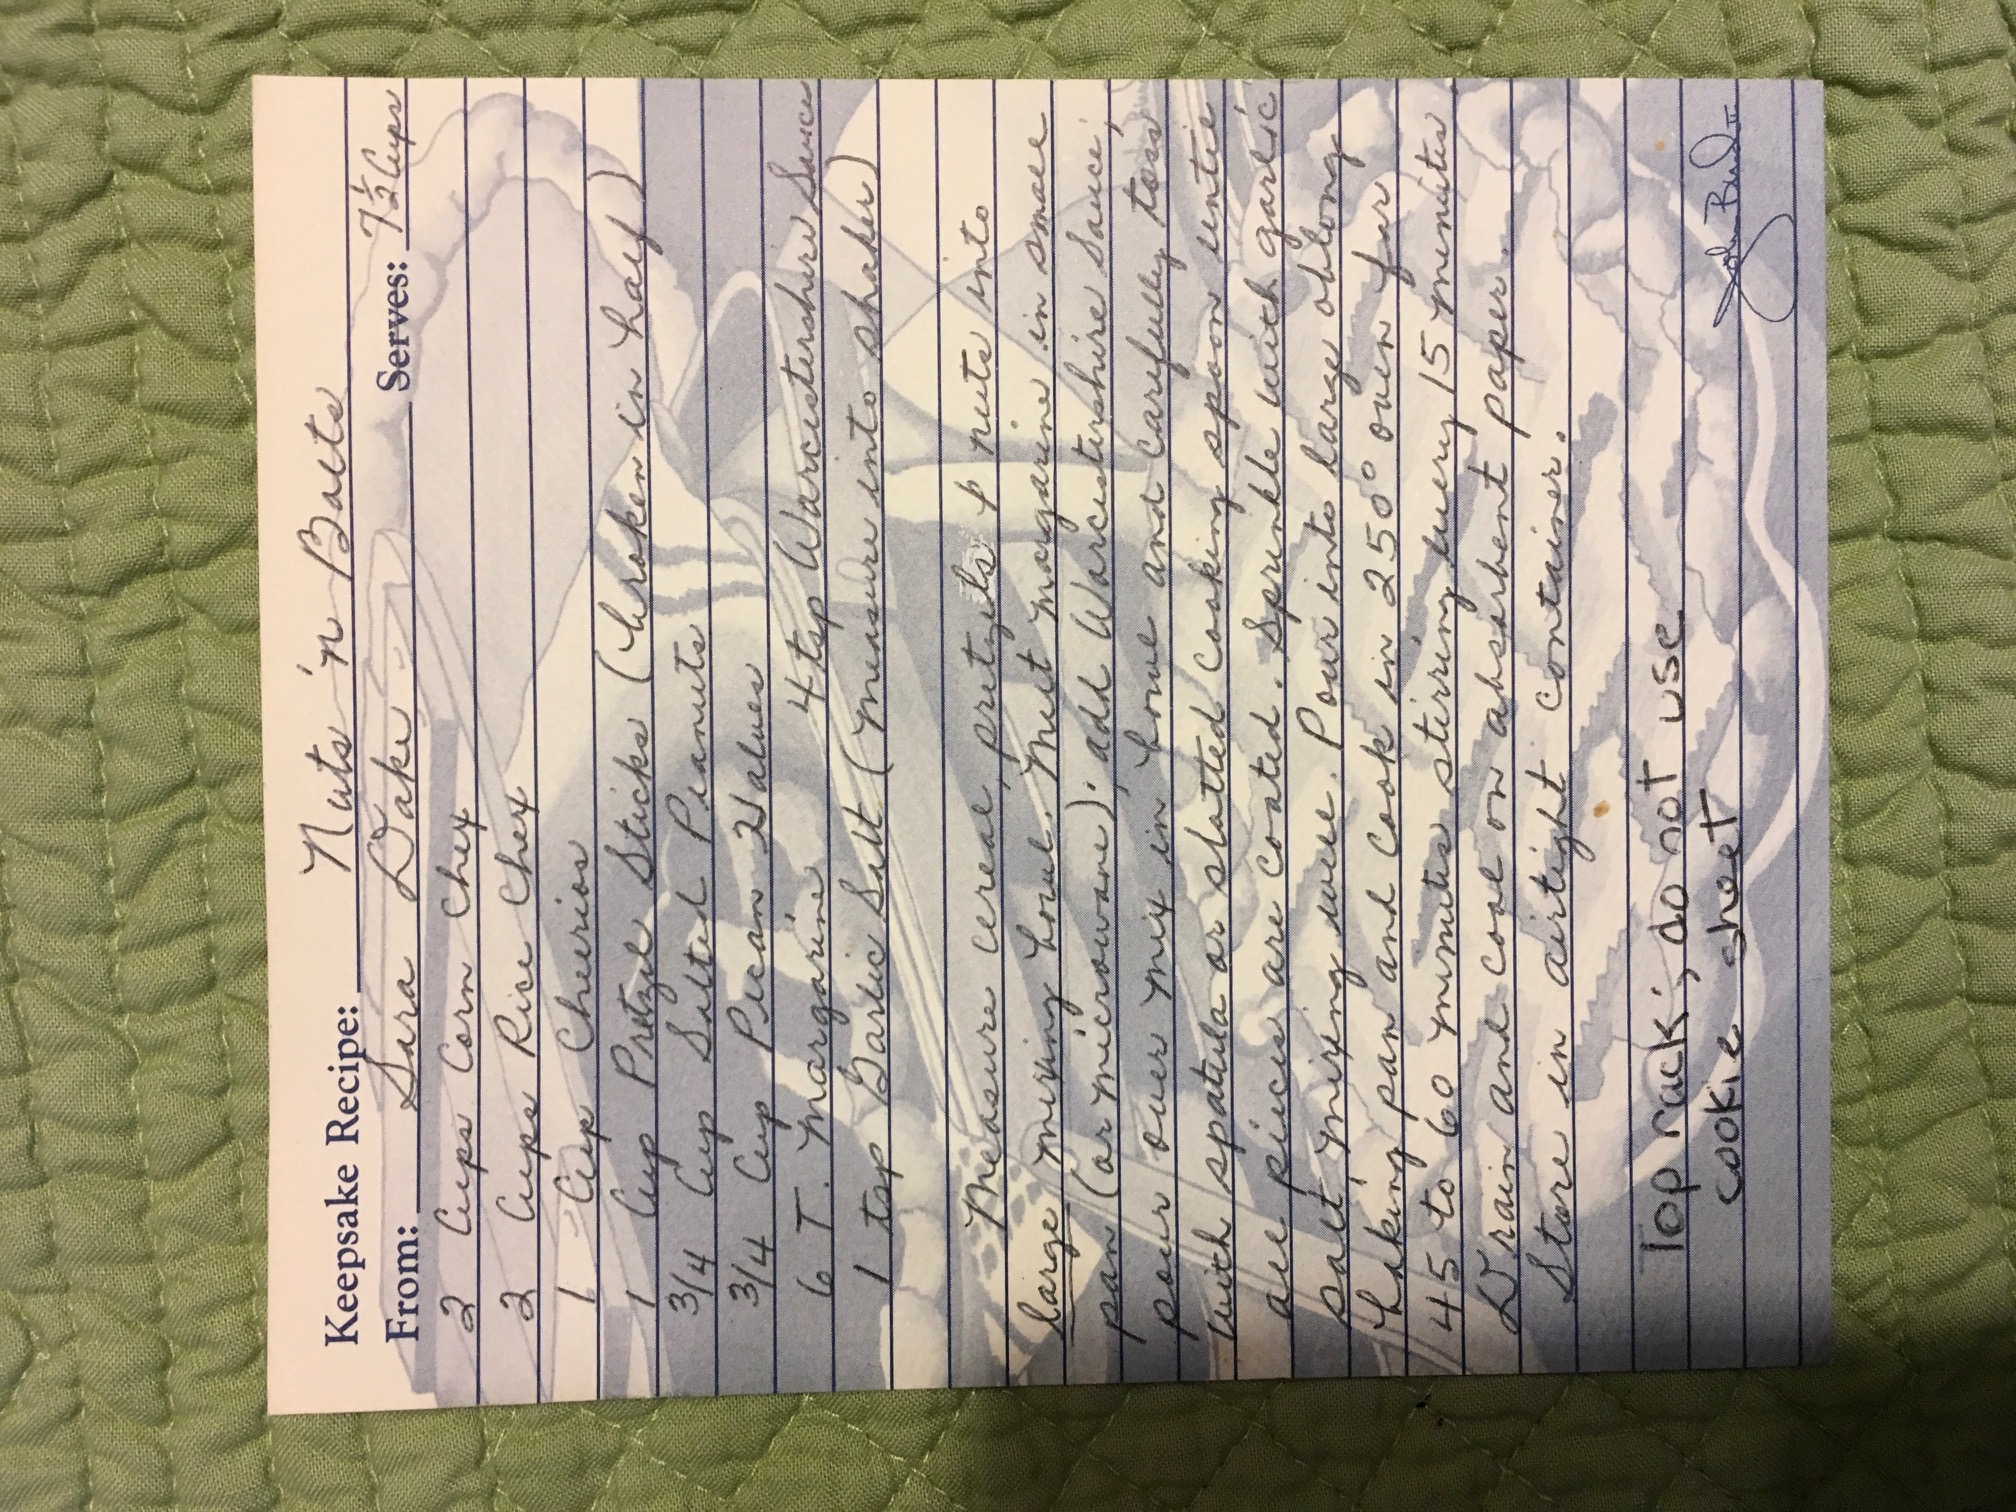 Keepsake Recipe: Nuts 'n Bolts
From: Sara Dake Serves: 7 1/2 Cups
2 Cups Corn Chex
2 Cups Rice Chex
1 Cup Cheerios
1 Cup Pretzel Sticks (broken in half)
3/4 Cup Salted Peanuts
3/4 Cup Pecan Halves
6 T. Margarine 4 tsp Worcestershire Sauce
1 tsp Garlic Salt (measure into shaker)
Measure cereal, pretzels & nuts into
large mixing bowl. Melt margarine in small
pan (or microwave); add Worcestershire Sauce;
pour over mix in bowl and carefully toss
with spatula or slotted cooking spoon until
all pieces are coated. Sprinkle with garlic
salt, mixing well. Pour into large oblong
baking pan and cook in 250° oven for
45 to 60 minutes stirring every 15 minutes.
Drain and cool on absorbent paper.
Store in airtight container.
Top rack; do not use
cookie sheet
John